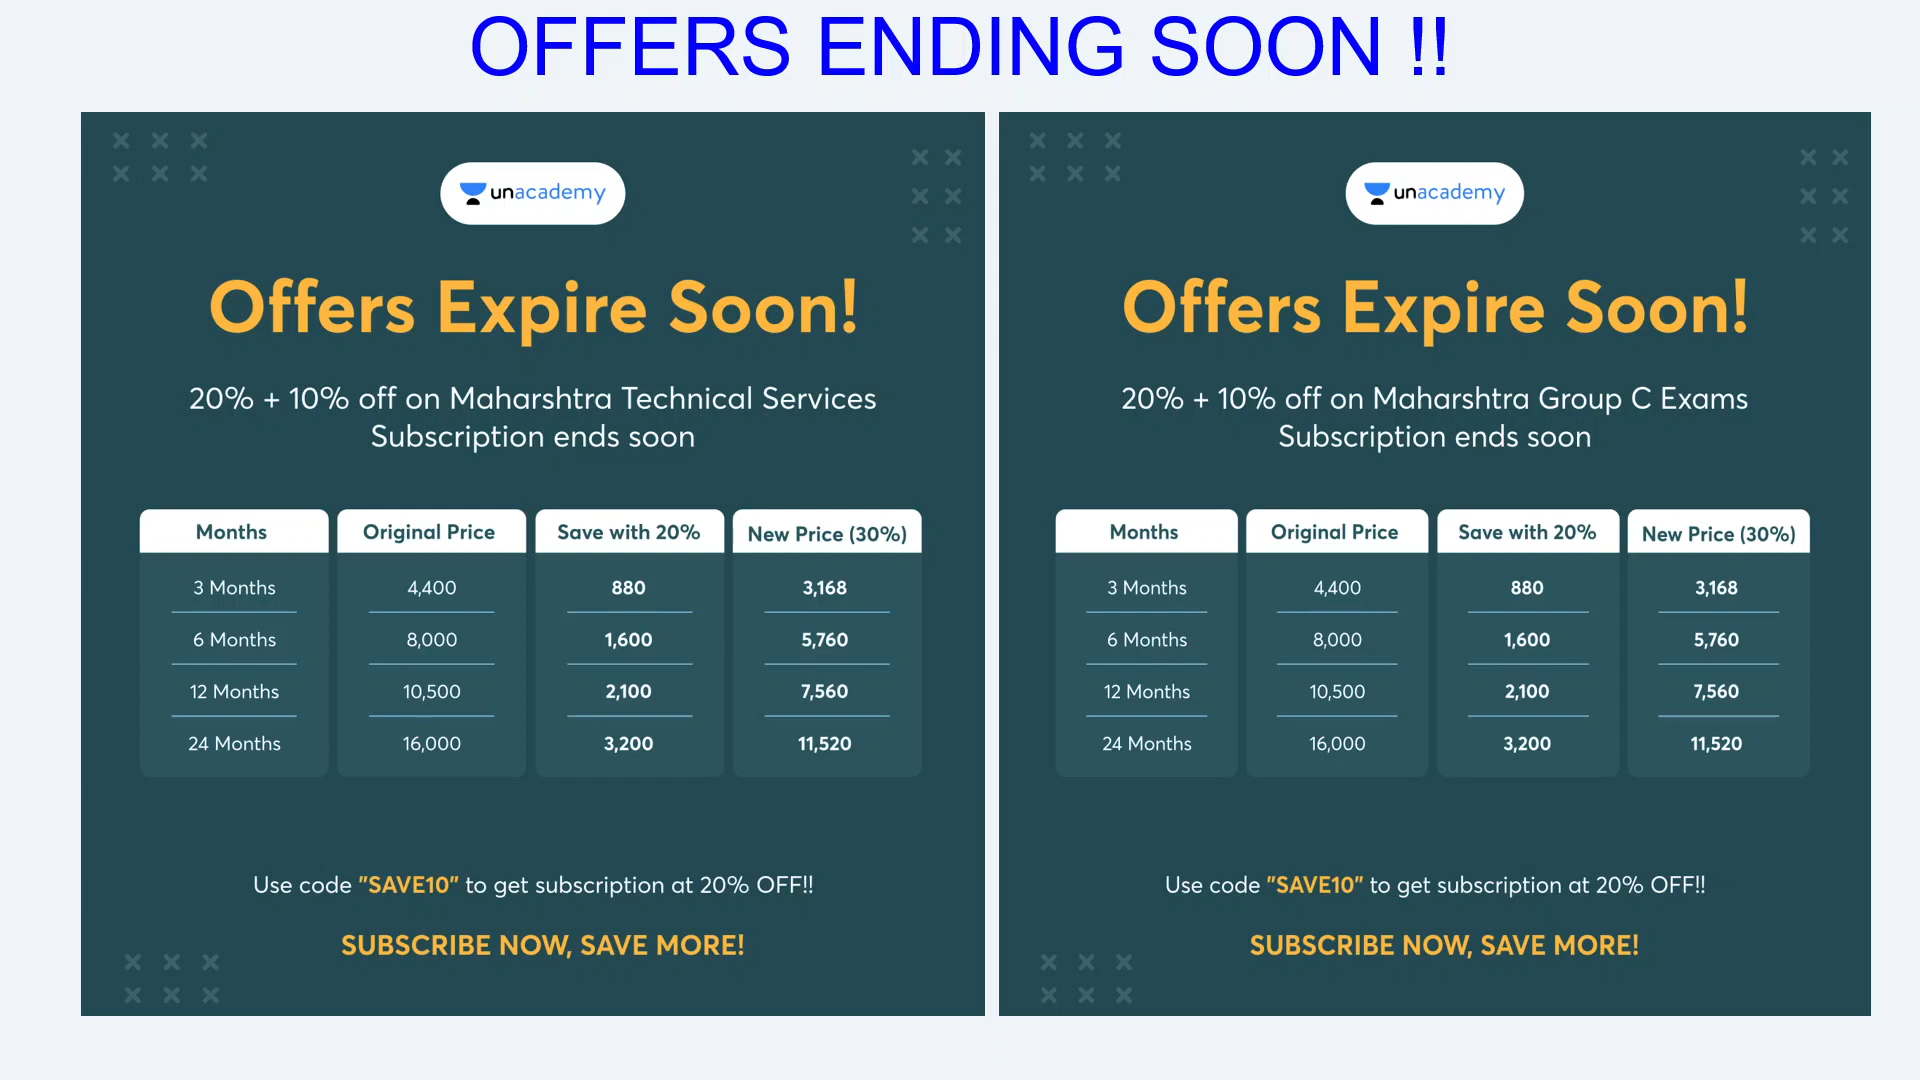 OFFERS ENDING SOON !!
unacademy
Offers Expire Soon!
20% + 10% off on Maharshtra Technical Services
Subscription ends soon
Months Original Price Save with 20% New Price (30%)
3 Months 4,400 880 3,168
6 Months 8,000 1,600 5,760
12 Months 10,500 2,100 7,560
24 Months 16,000 3,200 11,520
Use code "SAVE10" to get subscription at 20% OFF!!
SUBSCRIBE NOW, SAVE MORE!
unacademy
Offers Expire Soon!
20% + 10% off on Maharshtra Group C Exams
Subscription ends soon
Months Original Price Save with 20% New Price (30%)
3 Months 4,400 880 3,168
6 Months 8,000 1,600 5,760
12 Months 10,500 2,100 7,560
24 Months 16,000 3,200 11,520
Use code "SAVE10" to get subscription at 20% OFF!!
SUBSCRIBE NOW, SAVE MORE!